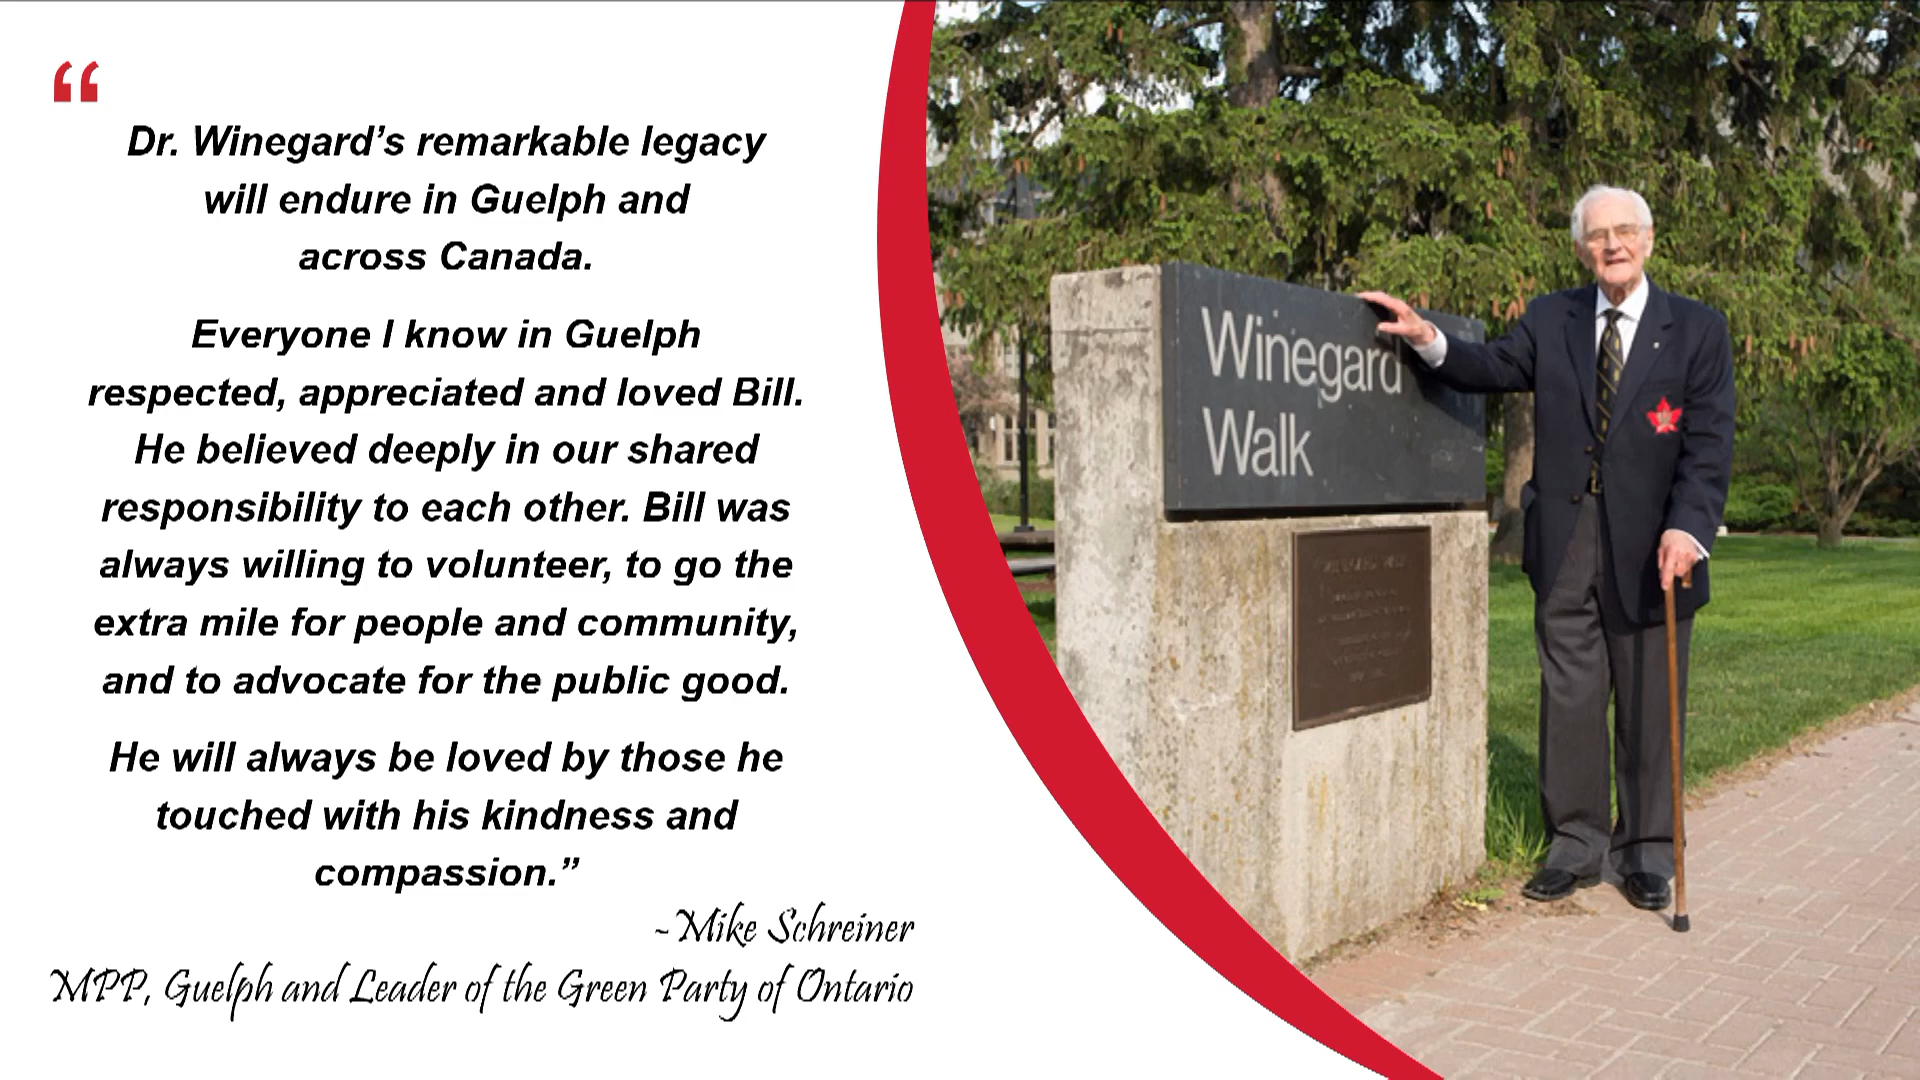 “
Dr. Winegard’s remarkable legacy
will endure in Guelph and
across Canada.
Everyone I know in Guelph
respected, appreciated and loved Bill.
He believed deeply in our shared
responsibility to each other. Bill was
always willing to volunteer, to go the
extra mile for people and community,
and to advocate for the public good.
He will always be loved by those he
touched with his kindness and
compassion.”
~Mike Schreiner
MPP, Guelph and Leader of the Green Party of Ontario
Winegard
Walk